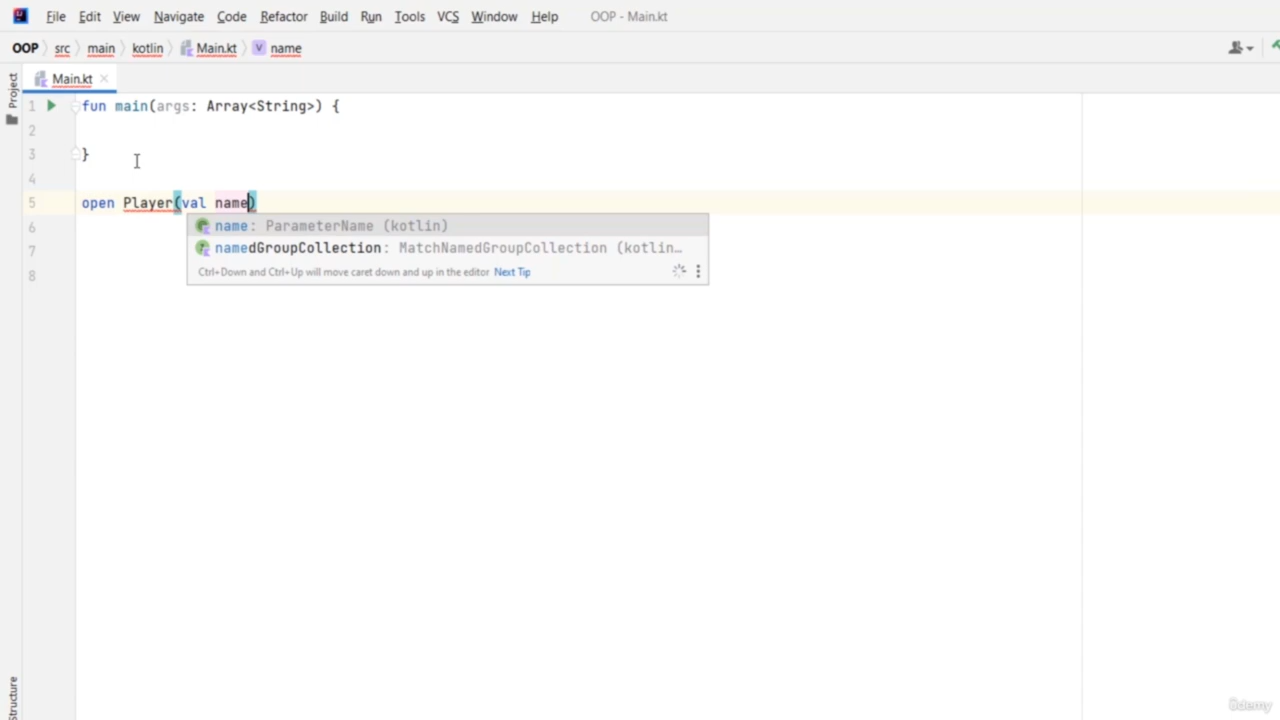 File Edit View Navigate Code Refactor Build Run Tools VCS Window Help OOP - Main.kt
OOP src main kotlin Main.kt V name
Project
Main.kt
1 fun main(args: Array<String>) {
2
3 }
4
5 open Player(val name)
6
7
8
name: ParameterName (kotlin)
namedGroupCollection: MatchNamedGroupCollection (kotlin…
Ctrl+Down and Ctrl+Up will move caret down and up in the editor Next Tip
Structure
ûdemy